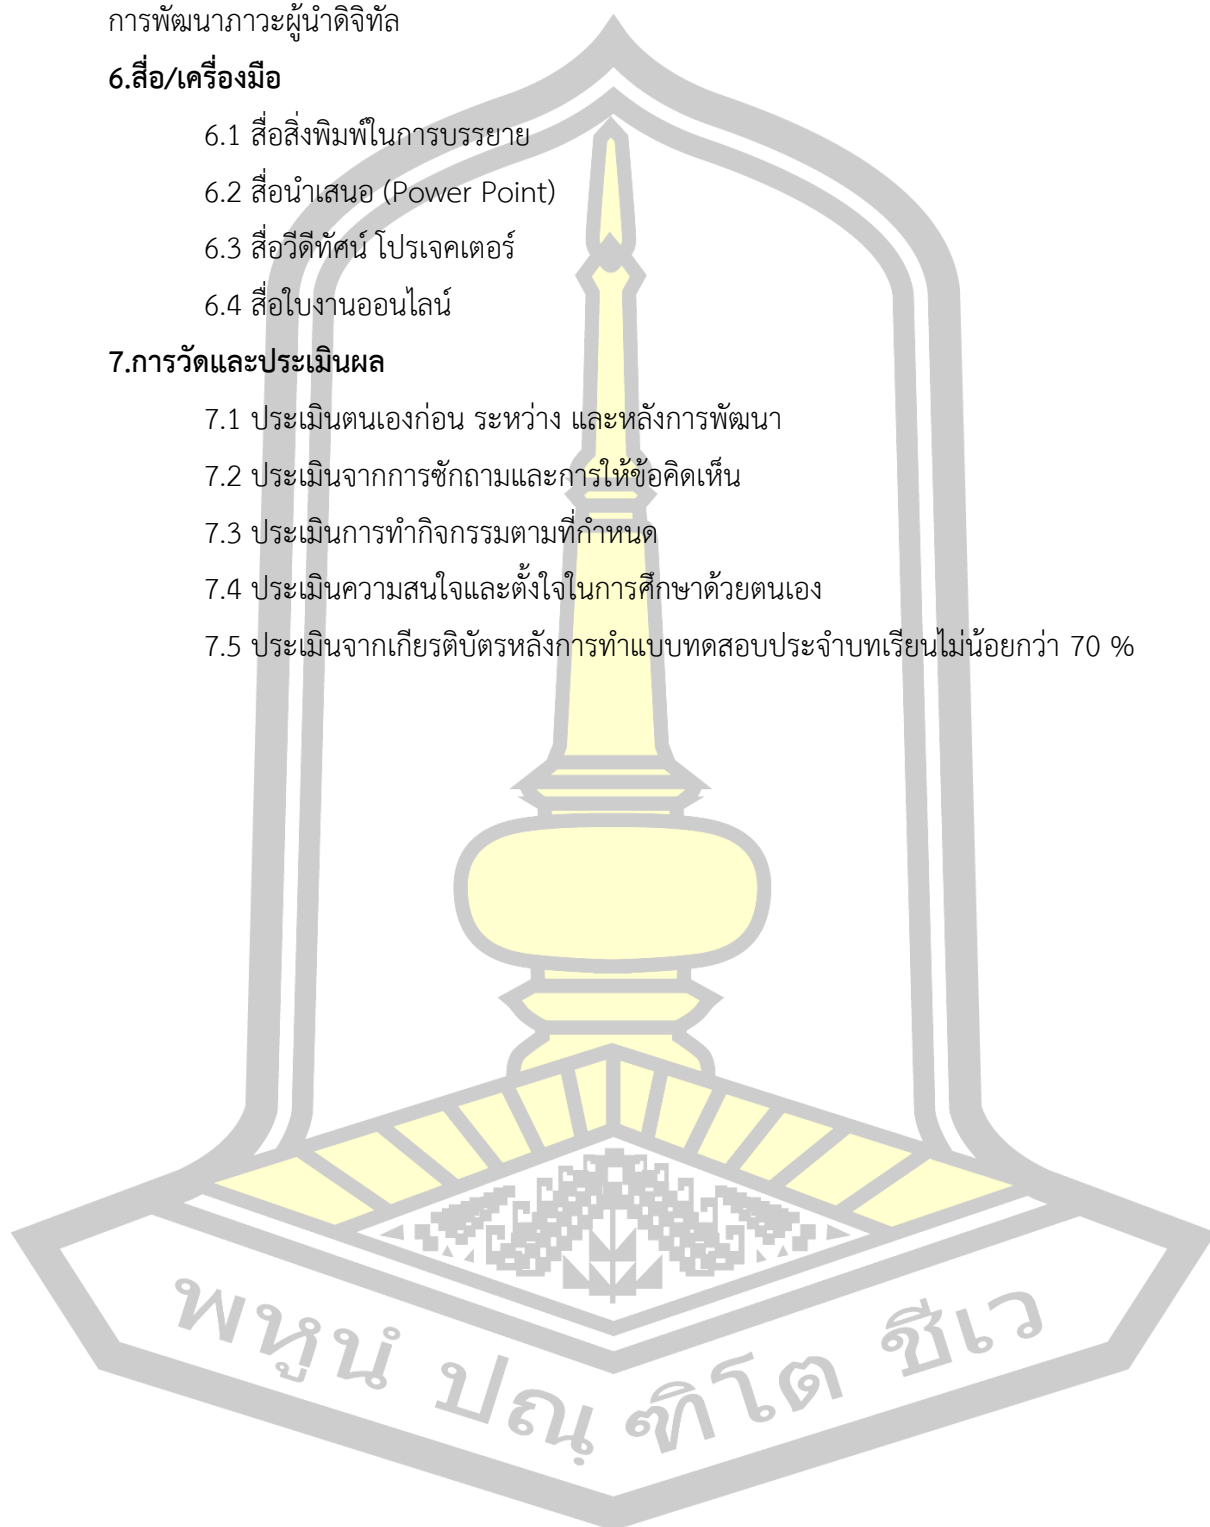 การพัฒนาภาวะผู้นำดิจิทัล
6.สื่อ/เครื่องมือ
6.1 สื่อสิ่งพิมพ์ในการบรรยาย
6.2 สื่อนำเสนอ (Power Point)
6.3 สื่อวีดีทัศน์ โปรเจคเตอร์
6.4 สื่อใบงานออนไลน์
7.การวัดและประเมินผล
7.1 ประเมินตนเองก่อน ระหว่าง และหลังการพัฒนา
7.2 ประเมินจากการซักถามและการให้ข้อคิดเห็น
7.3 ประเมินการทำกิจกรรมตามที่กำหนด
7.4 ประเมินความสนใจและตั้งใจในการศึกษาด้วยตนเอง
7.5 ประเมินจากเกียรติบัตรหลังการทำแบบทดสอบประจำบทเรียนไม่น้อยกว่า 70 %
พหูนํ ปณฺฑิโต ชีเว